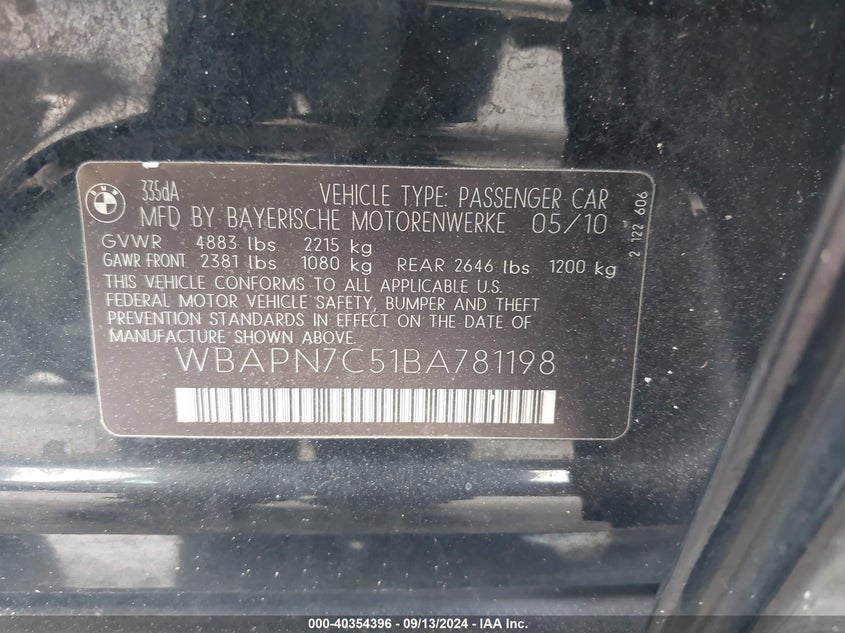 BMW
335dA
VEHICLE TYPE: PASSENGER CAR
MFD BY BAYERISCHE MOTORENWERKE 05/10
GVWR 4883 lbs 2215 kg
GAWR FRONT 2381 lbs 1080 kg REAR 2646 lbs 1200 kg
THIS VEHICLE CONFORMS TO ALL APPLICABLE U.S.
FEDERAL MOTOR VEHICLE SAFETY, BUMPER AND THEFT
PREVENTION STANDARDS IN EFFECT ON THE DATE OF
MANUFACTURE SHOWN ABOVE.
WBAPN7C51BA781198
2 122 606
000-40354396 - 09/13/2024 - IAA Inc.